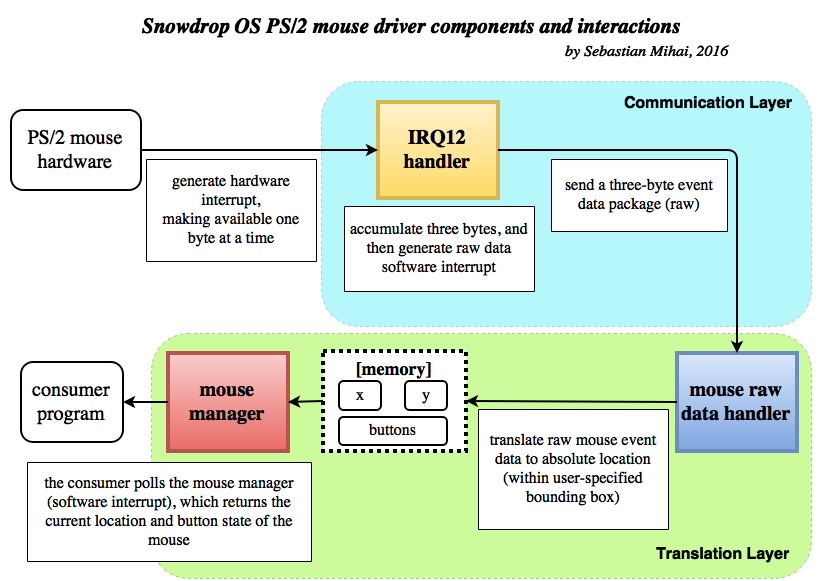 Snowdrop OS PS/2 mouse driver components and interactions
by Sebastian Mihai, 2016
Communication Layer
PS/2 mouse
hardware
IRQ12
handler
generate hardware
interrupt,
making available one
byte at a time
send a three-byte event
data package (raw)
accumulate three bytes, and
then generate raw data
software interrupt
consumer
program
mouse
manager
[memory]
x
y
buttons
mouse raw
data handler
translate raw mouse event
data to absolute location
(within user-specified
bounding box)
the consumer polls the mouse manager
(software interrupt), which returns the
current location and button state of the
mouse
Translation Layer